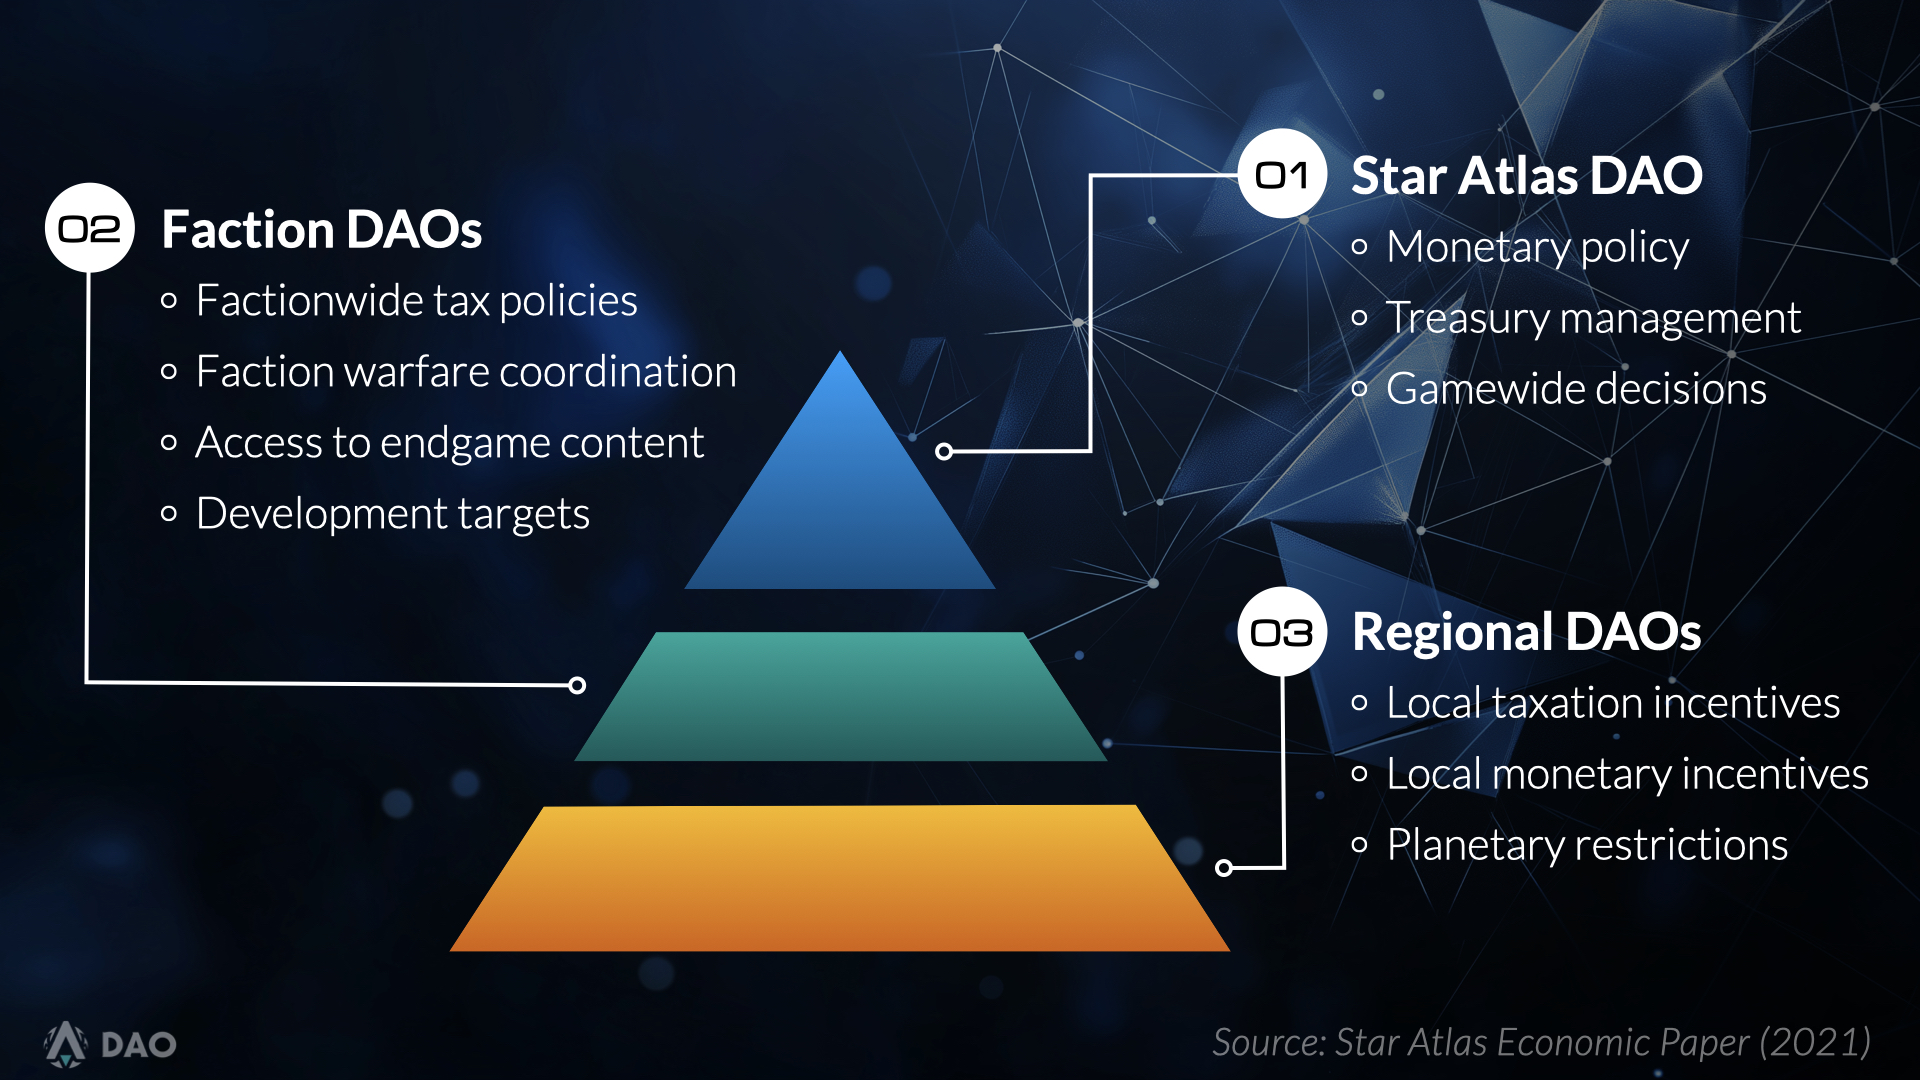 01
Star Atlas DAO
Monetary policy
Treasury management
Gamewide decisions
02
Faction DAOs
Factionwide tax policies
Faction warfare coordination
Access to endgame content
Development targets
03
Regional DAOs
Local taxation incentives
Local monetary incentives
Planetary restrictions
DAO
Source: Star Atlas Economic Paper (2021)